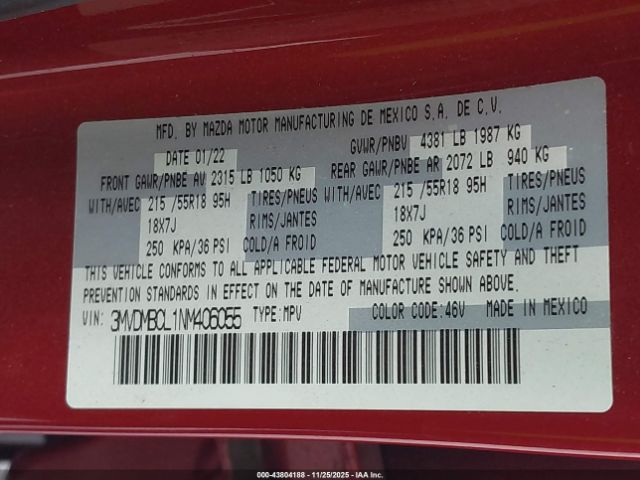 MFD. BY MAZDA MOTOR MANUFACTURING DE MEXICO S.A. DE C.V.
DATE 01/22 GVWR/PNBV 4381 LB 1987 KG
FRONT GAWR/PNBE AV 2315 LB 1050 KG REAR GAWR/PNBE AR 2072 LB 940 KG
WITH/AVEC 215 /55R18 95H TIRES/PNEUS WITH/AVEC 215 /55R18 95H TIRES/PNEUS
18X7J RIMS/JANTES 18X7J RIMS/JANTES
250 KPA/36 PSI COLD/A FROID 250 KPA/36 PSI COLD/A FROID
THIS VEHICLE CONFORMS TO ALL APPLICABLE FEDERAL MOTOR VEHICLE SAFETY AND THEFT
PREVENTION STANDARDS IN EFFECT ON THE DATE OF MANUFACTURE SHOWN ABOVE.
VIN: 3MVDMBCL1NM406055 TYPE:MPV COLOR CODE:46V MADE IN MEXICO
000-43804188 - 11/25/2025 - IAA Inc.